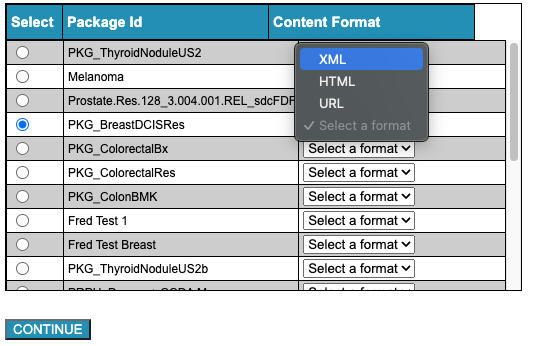 Select Package Id Content Format
PKG_ThyroidNoduleUS2
XML
Melanoma
HTML
Prostate.Res.128_3.004.001.REL_sdcFDF
URL
PKG_BreastDCISRes
✓ Select a format
PKG_ColorectalBx Select a format
PKG_ColorectalRes Select a format
PKG_ColonBMK Select a format
Fred Test 1 Select a format
Fred Test Breast Select a format
PKG_ThyroidNoduleUS2b Select a format
CONTINUE